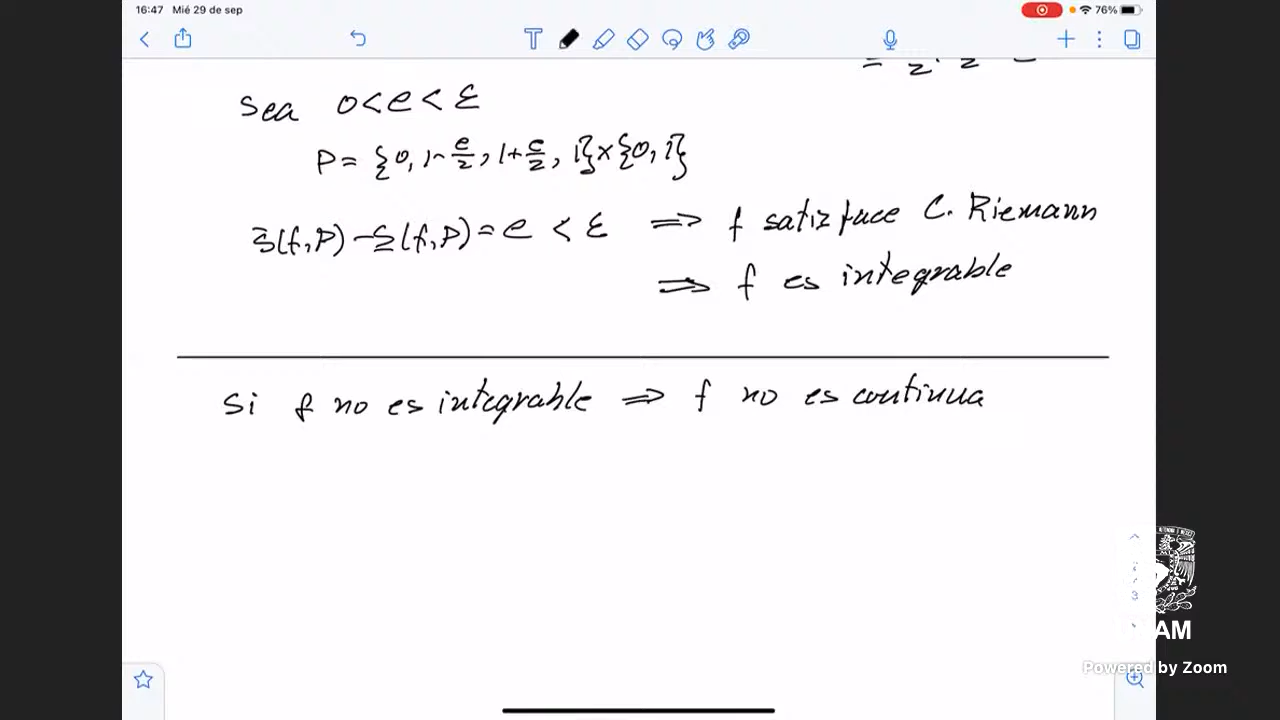 16:47 Mié 29 de sep
76%
Sea 0<e<ε
P= {0, 1-e/2, 1+e/2, 1}×{0, 1}
S̄(f,P)-S̲(f,P)=e < ε ⟹ f satisface C. Riemann
⟹ f es integrable
Si f no es integrable ⟹ f no es continua
AM
Powered by Zoom